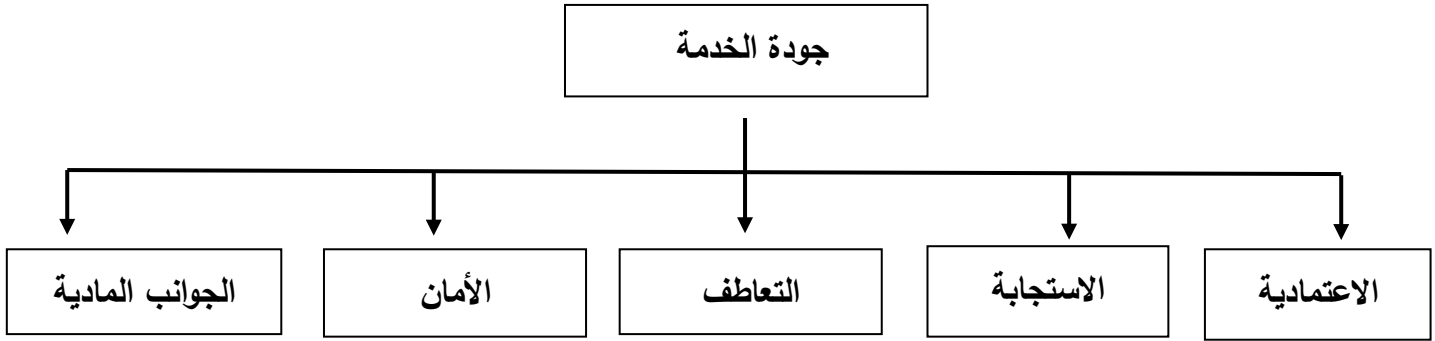 جودة الخدمة
الاعتمادية
الاستجابة
التعاطف
الأمان
الجوانب المادية